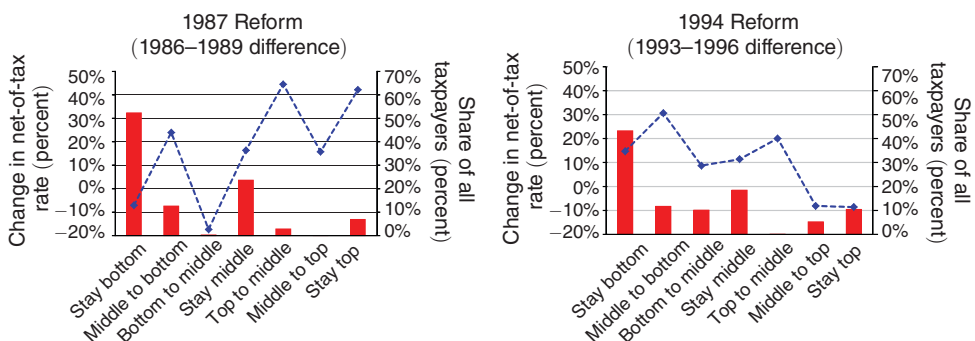 1987 Reform
(1986–1989 difference)
Change in net-of-tax
rate (percent)
50%
40%
30%
20%
10%
0%
−10%
−20%
70%
60%
50%
40%
30%
20%
10%
0%
Share of all
taxpayers (percent)
Stay bottom
Middle to bottom
Bottom to middle
Stay middle
Top to middle
Middle to top
Stay top
1994 Reform
(1993–1996 difference)
Change in net-of-tax
rate (percent)
50%
40%
30%
20%
10%
0%
−10%
−20%
70%
60%
50%
40%
30%
20%
10%
0%
Share of all
taxpayers (percent)
Stay bottom
Middle to bottom
Bottom to middle
Stay middle
Top to middle
Middle to top
Stay top